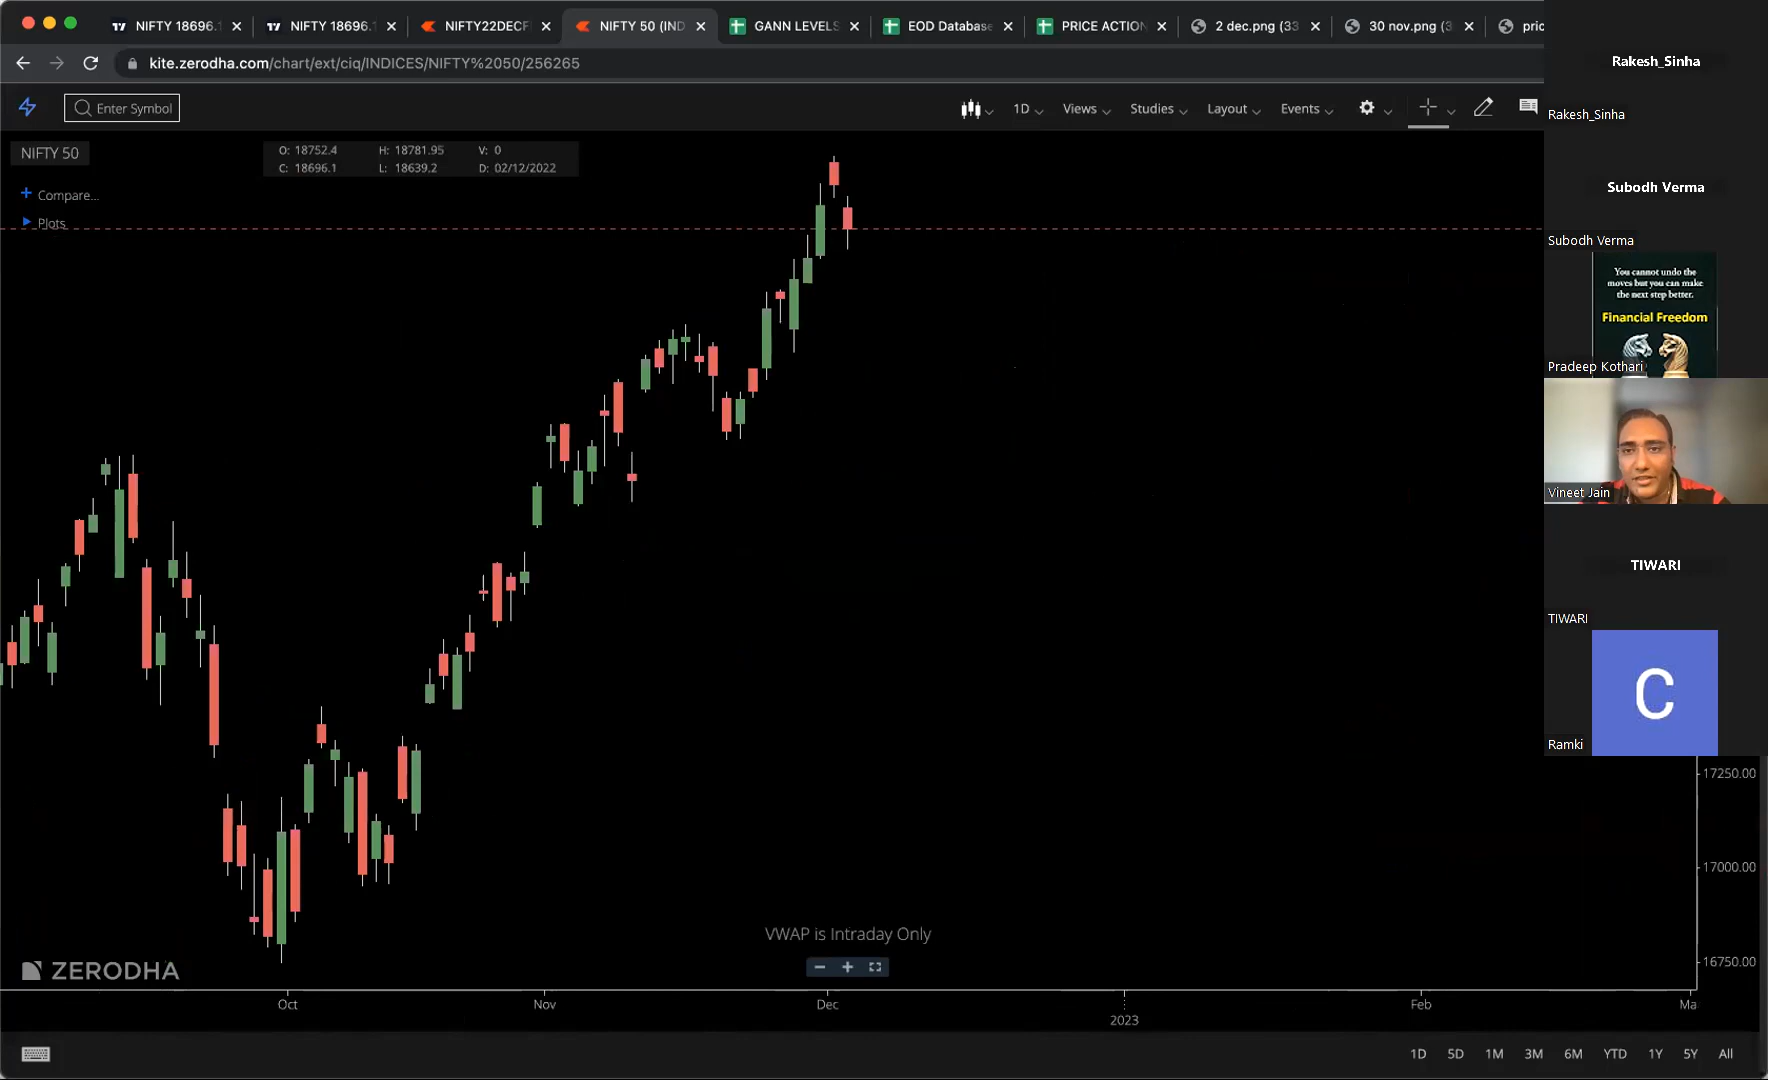 NIFTY 18696.1
NIFTY 18696.1
NIFTY22DECF
NIFTY 50 (IND
GANN LEVELS
EOD Database
PRICE ACTION
2 dec.png (33
30 nov.png (3
pric
kite.zerodha.com/chart/ext/ciq/INDICES/NIFTY%2050/256265
Enter Symbol
1D
Views
Studies
Layout
Events
NIFTY 50
O: 18752.4 H: 18781.95 V: 0
C: 18696.1 L: 18639.2 D: 02/12/2022
Compare...
Plots
Rakesh_Sinha
Rakesh_Sinha
Subodh Verma
Subodh Verma
You cannot undo the
moves but you can make
the next step better.
Financial Freedom
Pradeep Kothari
Vineet Jain
TIWARI
TIWARI
C
Ramki
17250.00
17000.00
16750.00
VWAP is Intraday Only
ZERODHA
Oct
Nov
Dec
2023
Feb
Ma
1D 5D 1M 3M 6M YTD 1Y 5Y All